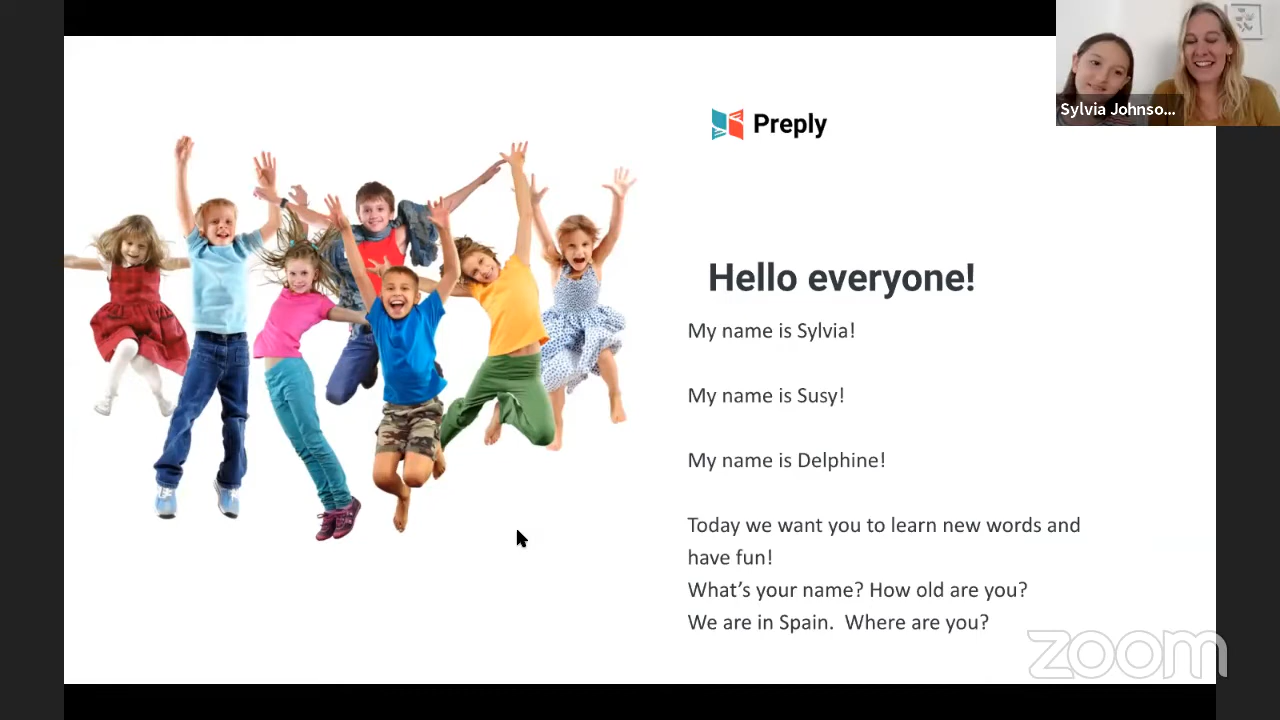 Sylvia Johnso...
Preply
Hello everyone!
My name is Sylvia!
My name is Susy!
My name is Delphine!
Today we want you to learn new words and
have fun!
What's your name? How old are you?
We are in Spain.  Where are you?
zoom